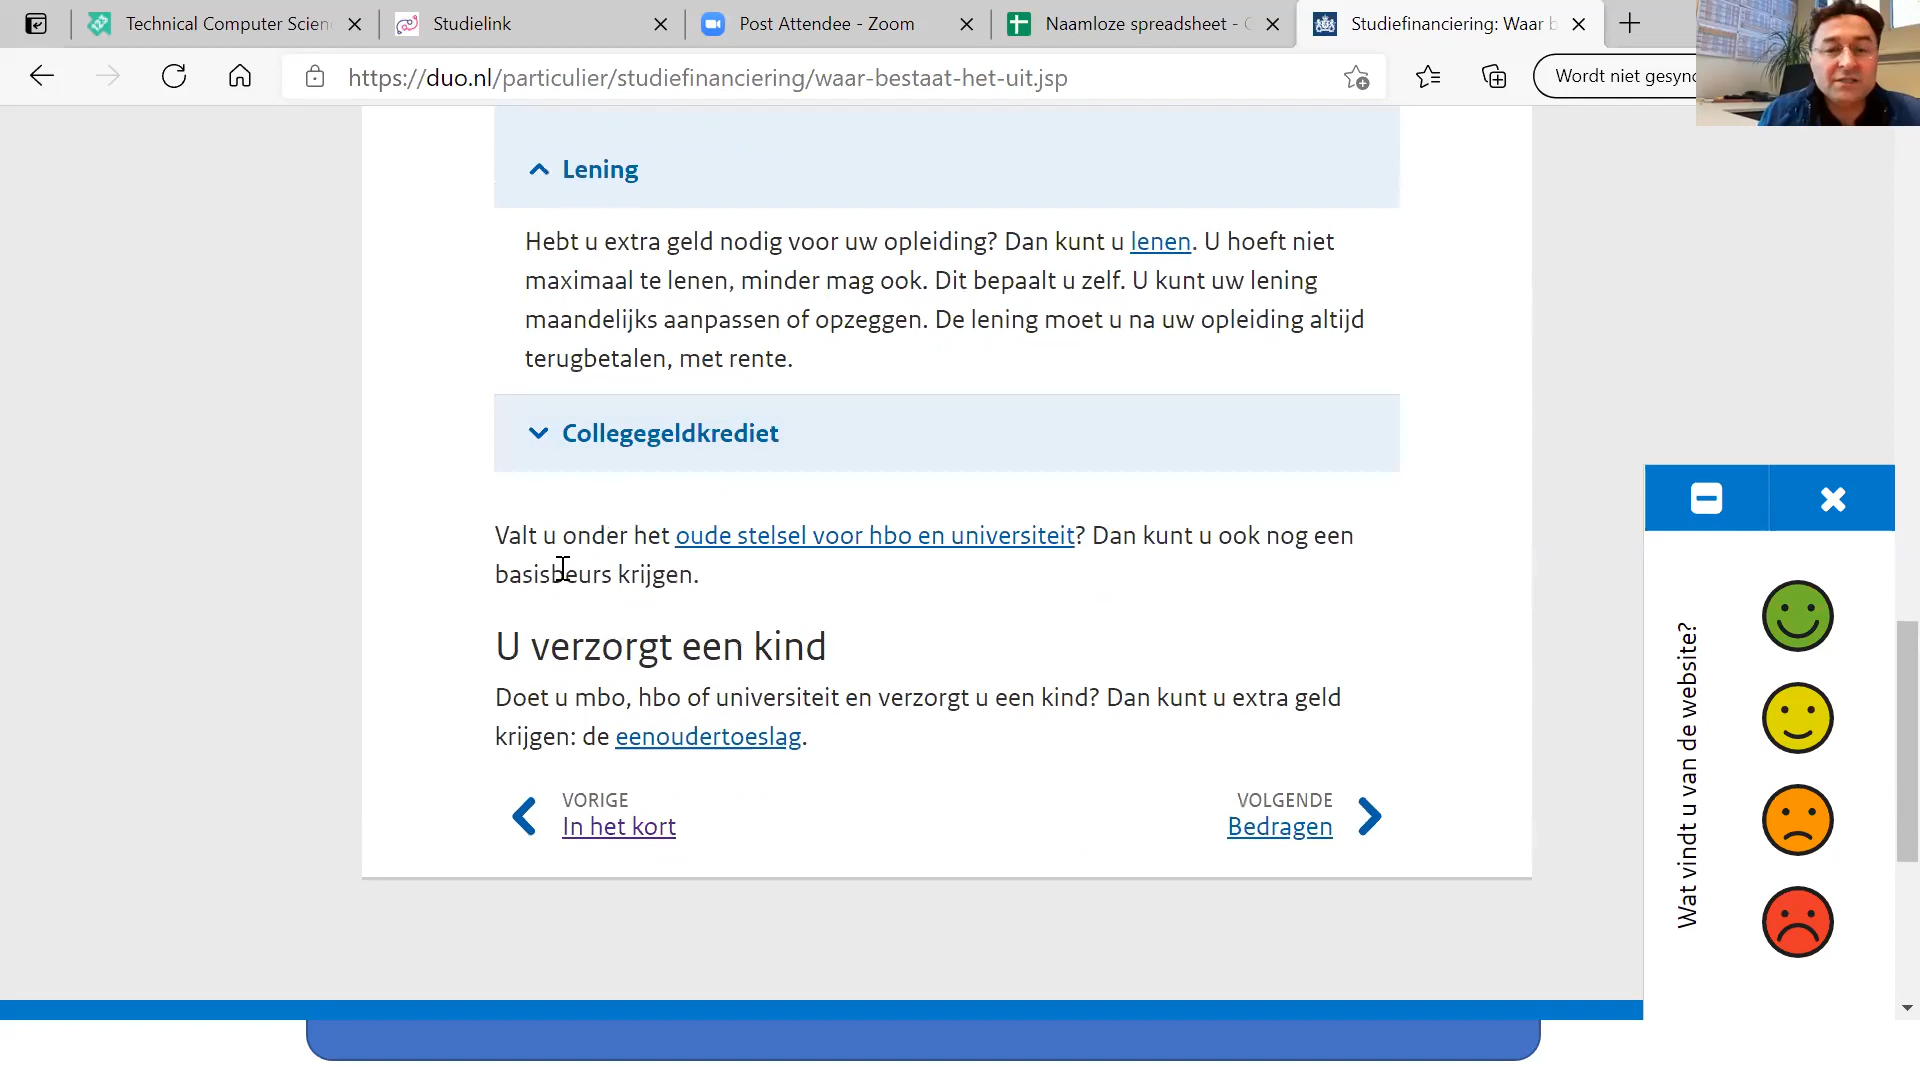 Technical Computer Scien
Studielink
Post Attendee - Zoom
Naamloze spreadsheet -
Studiefinanciering: Waar b
https://duo.nl/particulier/studiefinanciering/waar-bestaat-het-uit.jsp
Wordt niet gesync
Lening
Hebt u extra geld nodig voor uw opleiding? Dan kunt u lenen. U hoeft niet
maximaal te lenen, minder mag ook. Dit bepaalt u zelf. U kunt uw lening
maandelijks aanpassen of opzeggen. De lening moet u na uw opleiding altijd
terugbetalen, met rente.
Collegegeldkrediet
Valt u onder het oude stelsel voor hbo en universiteit? Dan kunt u ook nog een
basisbeurs krijgen.
U verzorgt een kind
Doet u mbo, hbo of universiteit en verzorgt u een kind? Dan kunt u extra geld
krijgen: de eenoudertoeslag.
VORIGE
In het kort
VOLGENDE
Bedragen
Wat vindt u van de website?